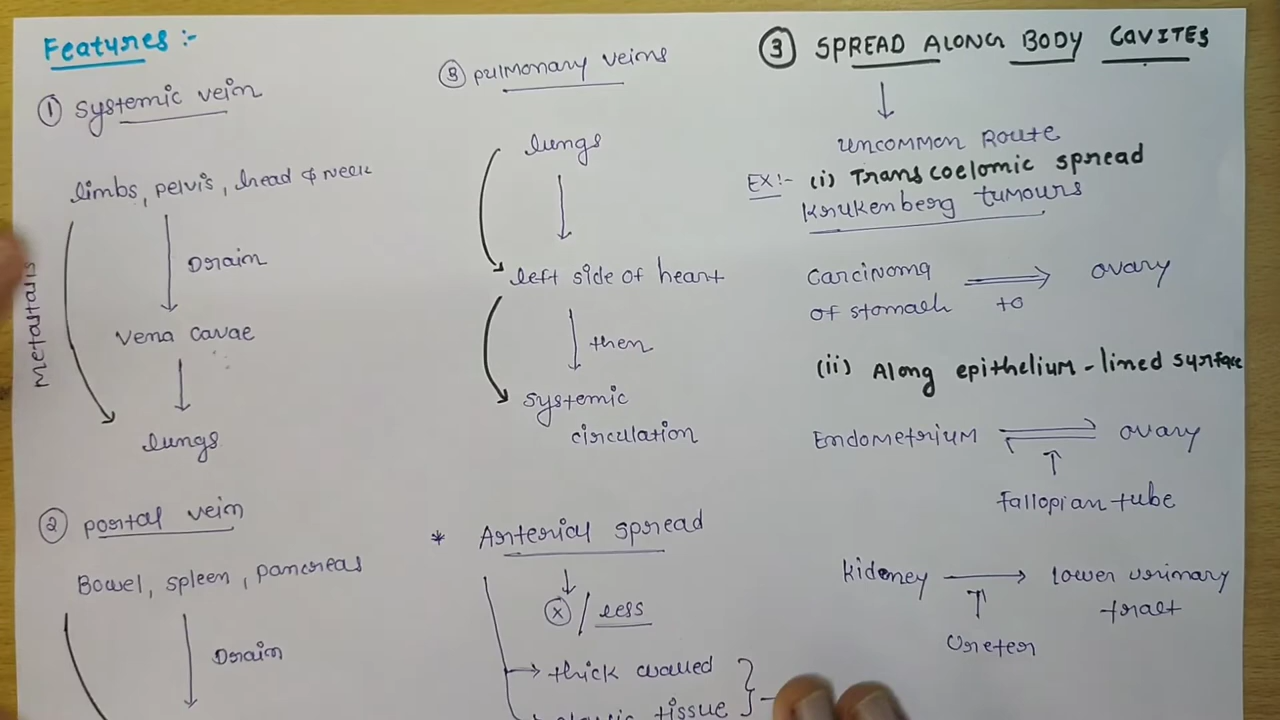 Features :-
① systemic vein
limbs, pelvis, head & neck
Drain
metastasis
vena cavae
lungs
② portal vein
Bowel, spleen, pancreas
Drain
③ pulmonary veins
lungs
left side of heart
then
systemic
circulation
* Arterial spread
ⓧ / less
→ thick walled
tissue
③ SPREAD ALONG BODY CAVITES
uncommon Route
EX:- (i) Trans coelomic spread
Krukenberg tumours
Carcinoma
of stomach
to
ovary
(ii) Along epithelium-lined surface
Endometrium
ovary
Fallopian tube
Kideney
lower urinary
tract
Ureter